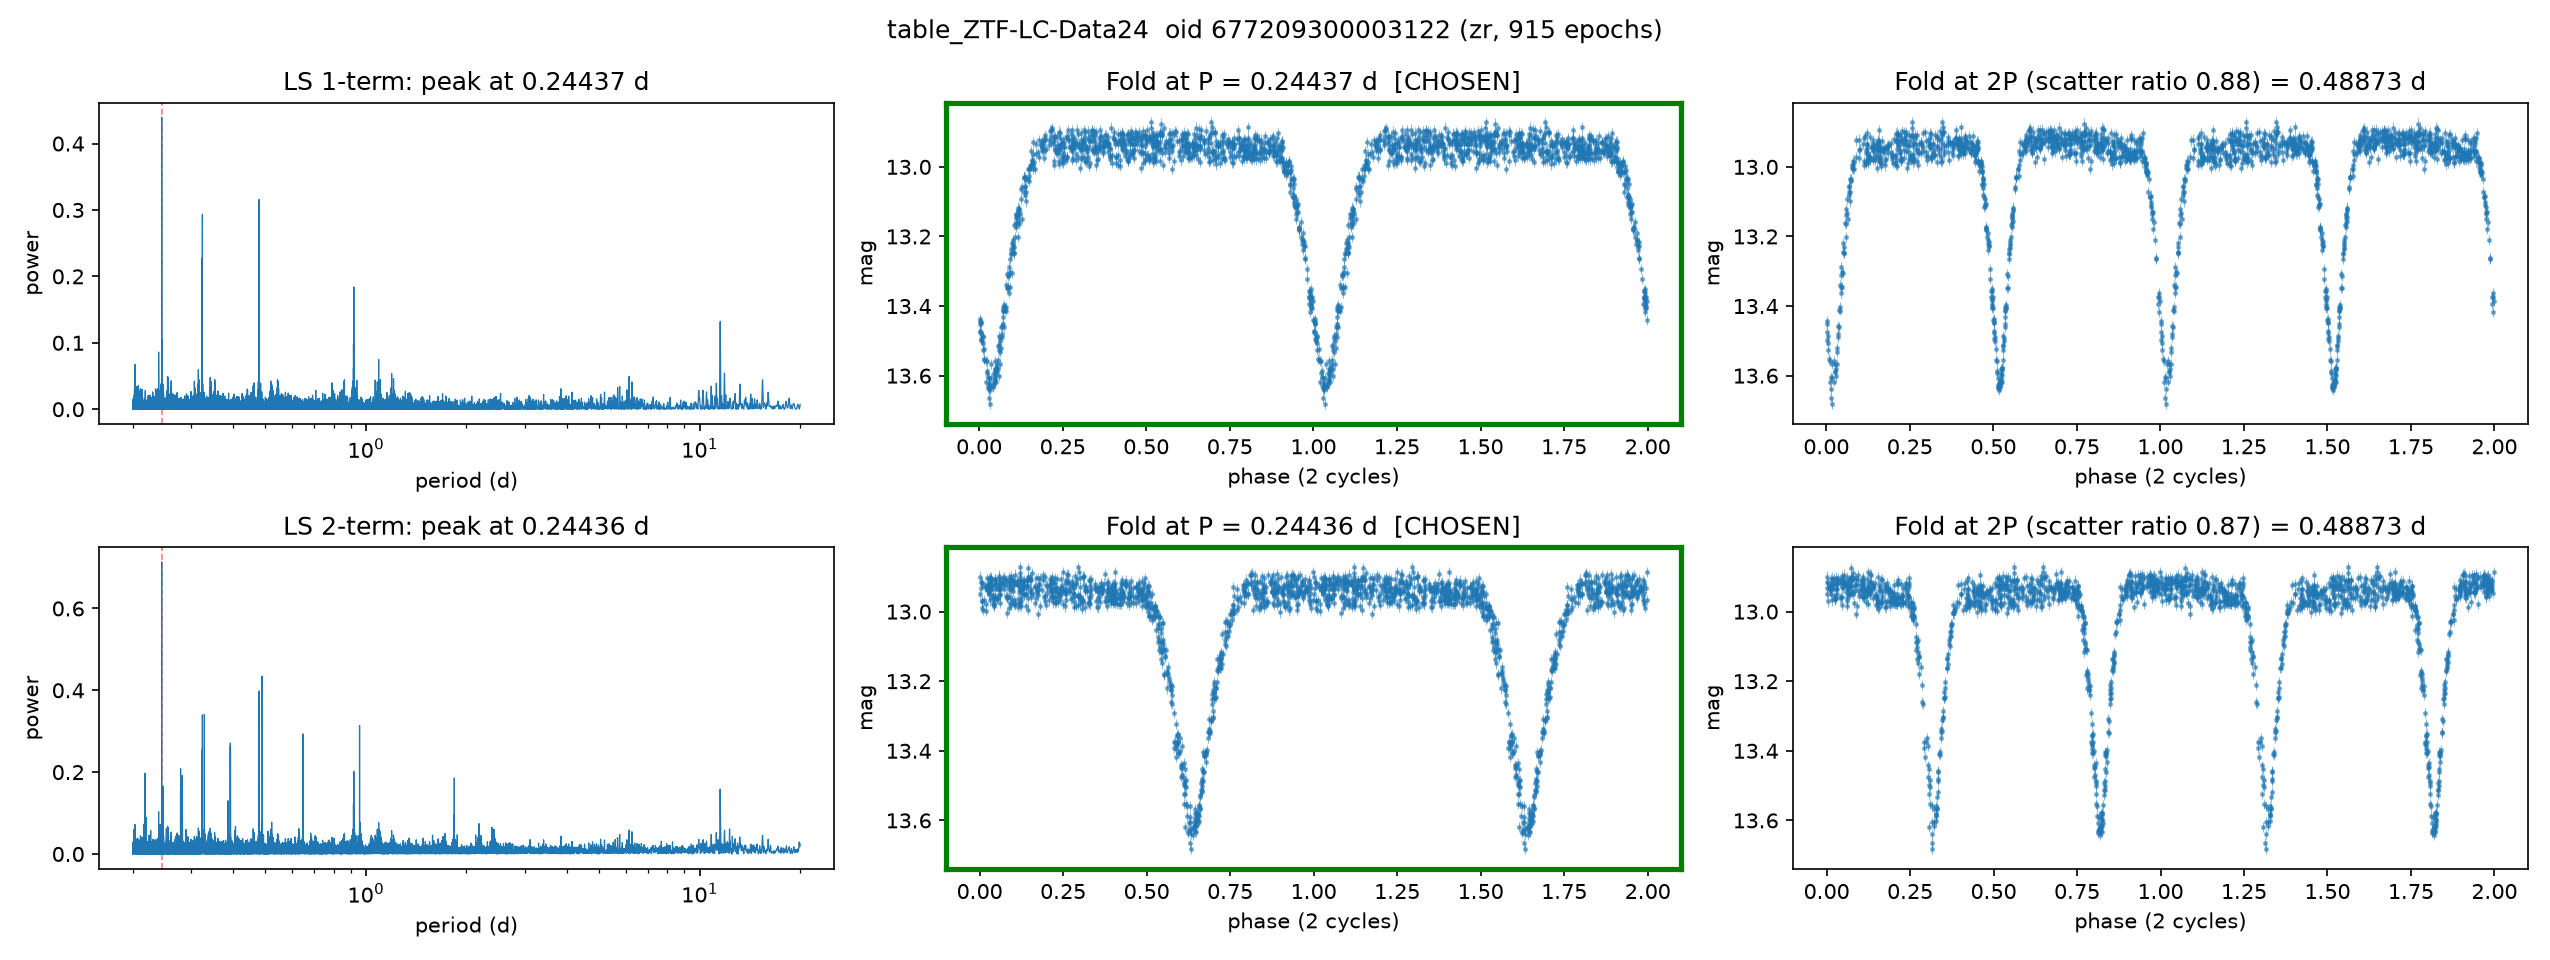 table_ZTF-LC-Data24  oid 677209300003122 (zr, 915 epochs)
LS 1-term: peak at 0.24437 d
Fold at P = 0.24437 d  [CHOSEN]
Fold at 2P (scatter ratio 0.88) = 0.48873 d
power
0.4
0.3
0.2
0.1
0.0
10⁰
10¹
period (d)
mag
13.0
13.2
13.4
13.6
0.00 0.25 0.50 0.75 1.00 1.25 1.50 1.75 2.00
phase (2 cycles)
mag
13.0
13.2
13.4
13.6
0.00 0.25 0.50 0.75 1.00 1.25 1.50 1.75 2.00
phase (2 cycles)
LS 2-term: peak at 0.24436 d
Fold at P = 0.24436 d  [CHOSEN]
Fold at 2P (scatter ratio 0.87) = 0.48873 d
power
0.6
0.4
0.2
0.0
10⁰
10¹
period (d)
mag
13.0
13.2
13.4
13.6
0.00 0.25 0.50 0.75 1.00 1.25 1.50 1.75 2.00
phase (2 cycles)
mag
13.0
13.2
13.4
13.6
0.00 0.25 0.50 0.75 1.00 1.25 1.50 1.75 2.00
phase (2 cycles)